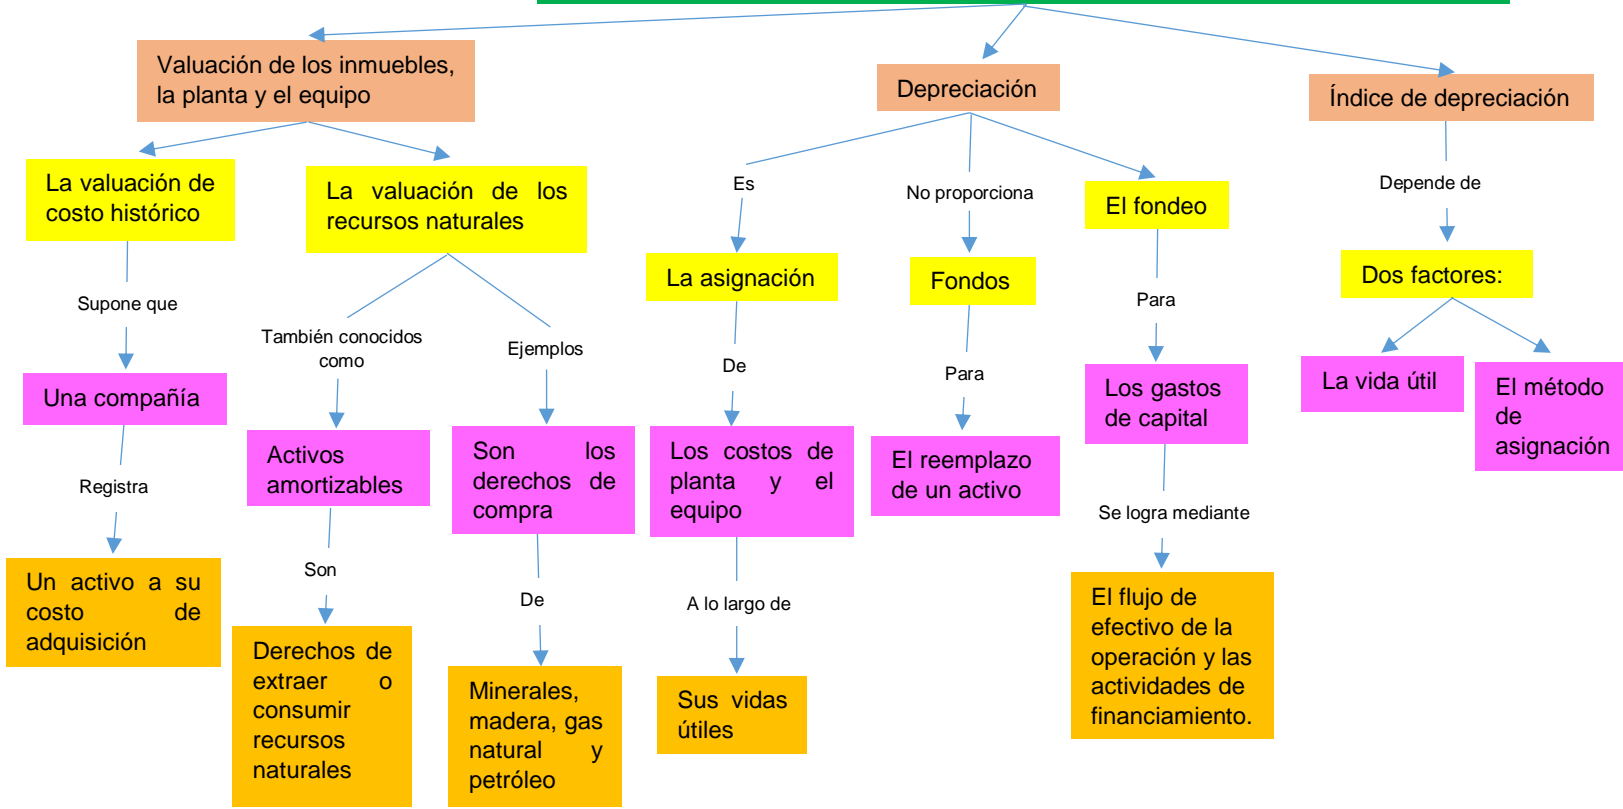 Valuación de los inmuebles,
la planta y el equipo
Depreciación
Índice de depreciación
La valuación de
costo histórico
La valuación de los
recursos naturales
Es
No proporciona
El fondeo
Depende de
La asignación
Fondos
Dos factores:
Supone que
También conocidos
como
Ejemplos
De
Para
Para
Una compañía
Los gastos
de capital
La vida útil
El método
de
asignación
Registra
Activos
amortizables
Son los
derechos de
compra
Los costos de
planta y el
equipo
El reemplazo
de un activo
Se logra mediante
Un activo a su
costo de
adquisición
Son
De
A lo largo de
El flujo de
efectivo de la
operación y las
actividades de
financiamiento.
Derechos de
extraer o
consumir
recursos
naturales
Minerales,
madera, gas
natural y
petróleo
Sus vidas
útiles